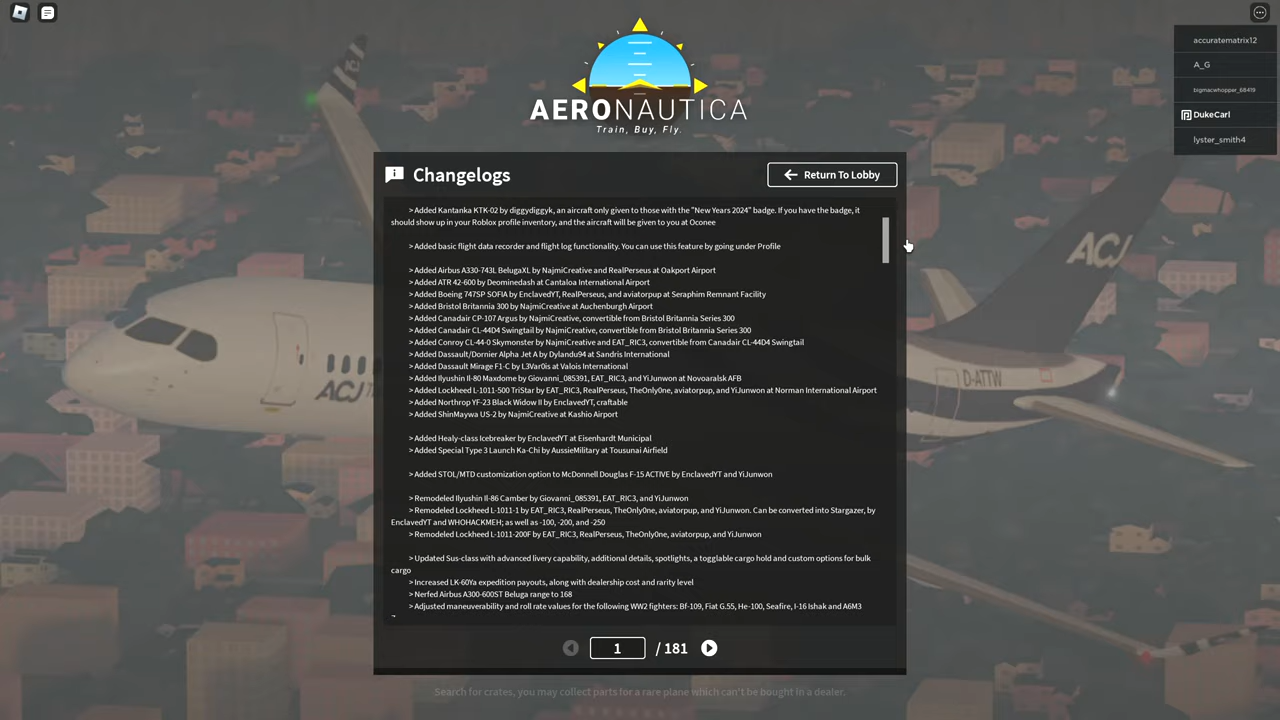 accuratematrix12
A_G
bigmacwhopper_68419
DukeCarl
lyster_smith4
AERONAUTICA
Train, Buy, Fly.
Changelogs
Return To Lobby
> Added Kantanka KTK-02 by diggydiggyk, an aircraft only given to those with the "New Years 2024" badge. If you have the badge, it
should show up in your Roblox profile inventory, and the aircraft will be given to you at Oconee
> Added basic flight data recorder and flight log functionality. You can use this feature by going under Profile
> Added Airbus A330-743L BelugaXL by NajmiCreative and RealPerseus at Oakport Airport
> Added ATR 42-600 by Deominedash at Cantaloa International Airport
> Added Boeing 747SP SOFIA by EnclavedYT, RealPerseus, and aviatorpup at Seraphim Remnant Facility
> Added Bristol Britannia 300 by NajmiCreative at Auchenburgh Airport
> Added Canadair CP-107 Argus by NajmiCreative, convertible from Bristol Britannia Series 300
> Added Canadair CL-44D4 Swingtail by NajmiCreative, convertible from Bristol Britannia Series 300
> Added Conroy CL-44-0 Skymonster by NajmiCreative and EAT_RIC3, convertible from Canadair CL-44D4 Swingtail
> Added Dassault/Dornier Alpha Jet A by Dylandu94 at Sandris International
> Added Dassault Mirage F1-C by L3Var0is at Valois International
> Added Ilyushin Il-80 Maxdome by Giovanni_085391, EAT_RIC3, and YiJunwon at Novoaralsk AFB
> Added Lockheed L-1011-500 TriStar by EAT_RIC3, RealPerseus, TheOnly0ne, aviatorpup, and YiJunwon at Norman International Airport
> Added Northrop YF-23 Black Widow II by EnclavedYT, craftable
> Added ShinMaywa US-2 by NajmiCreative at Kashio Airport
> Added Healy-class Icebreaker by EnclavedYT at Eisenhardt Municipal
> Added Special Type 3 Launch Ka-Chi by AussieMilitary at Tousunai Airfield
> Added STOL/MTD customization option to McDonnell Douglas F-15 ACTIVE by EnclavedYT and YiJunwon
> Remodeled Ilyushin Il-86 Camber by Giovanni_085391, EAT_RIC3, and YiJunwon
> Remodeled Lockheed L-1011-1 by EAT_RIC3, RealPerseus, TheOnly0ne, aviatorpup, and YiJunwon. Can be converted into Stargazer, by
EnclavedYT and WHOHACKMEH; as well as -100, -200, and -250
> Remodeled Lockheed L-1011-200F by EAT_RIC3, RealPerseus, TheOnly0ne, aviatorpup, and YiJunwon
> Updated Sus-class with advanced livery capability, additional details, spotlights, a togglable cargo hold and custom options for bulk
cargo
> Increased LK-60Ya expedition payouts, along with dealership cost and rarity level
> Nerfed Airbus A300-600ST Beluga range to 168
> Adjusted maneuverability and roll rate values for the following WW2 fighters: Bf-109, Fiat G.55, He-100, Seafire, I-16 Ishak and A6M3
1 / 181
Search for crates, you may collect parts for a rare plane which can't be bought in a dealer.
ACJ
ACJ
D-ATTW